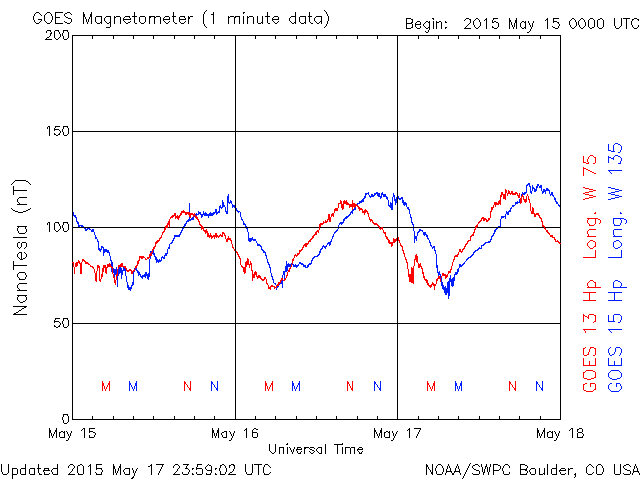 GOES Magnetometer (1 minute data)
Begin: 2015 May 15 0000 UTC
200
150
100
50
0
NanoTesla (nT)
M M N N M M N N M M N N
May 15 May 16 May 17 May 18
Universal Time
GOES 13 Hp Long. W 75
GOES 15 Hp Long. W 135
Updated 2015 May 17 23:59:02 UTC
NOAA/SWPC Boulder, CO USA